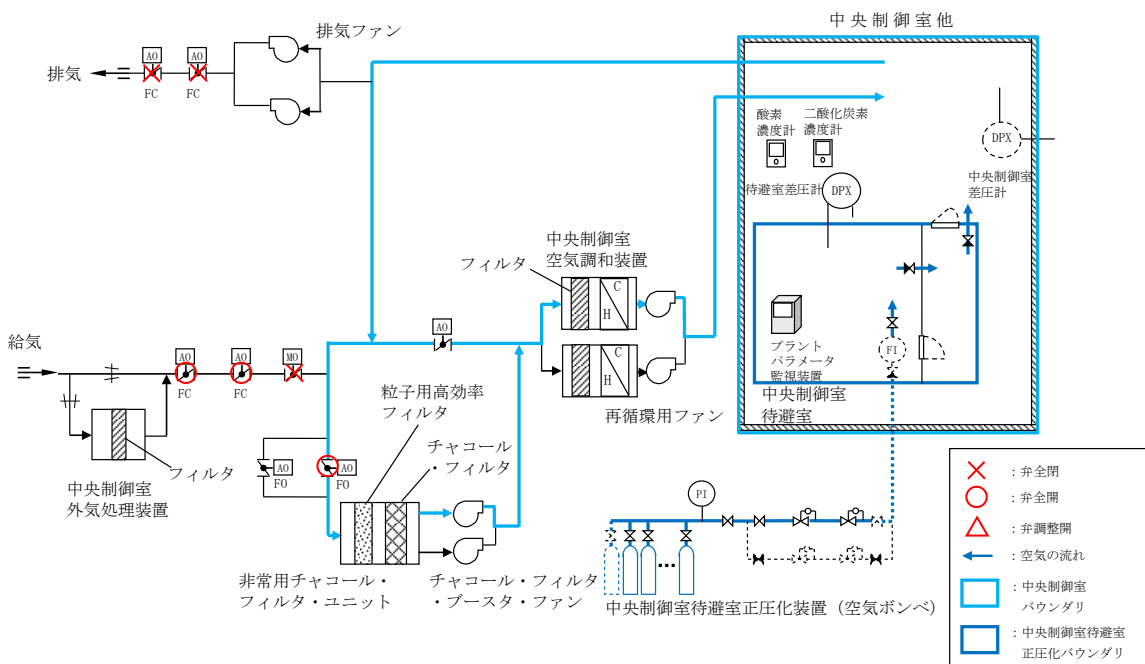 中央制御室他
排気ファン
排気
AO
AO
FC
FC
酸素
濃度計
二酸化炭素
濃度計
DPX
中央制御室
差圧計
待避室差圧計
DPX
中央制御室
空気調和装置
フィルタ
C
H
C
H
再循環用ファン
プラント
パラメータ
監視装置
FI
中央制御室
待避室
給気
AO
AO
MO
FC
FC
AO
フィルタ
中央制御室
外気処理装置
粒子用高効率
フィルタ
チャコール
・フィルタ
AO
FO
AO
FO
非常用チャコール・
フィルタ・ユニット
チャコール・フィルタ
・ブースタ・ファン
PI
…
中央制御室待避室正圧化装置（空気ボンベ）
：弁全閉
：弁全開
：弁調整開
：空気の流れ
：中央制御室
バウンダリ
：中央制御室待避室
正圧化バウンダリ